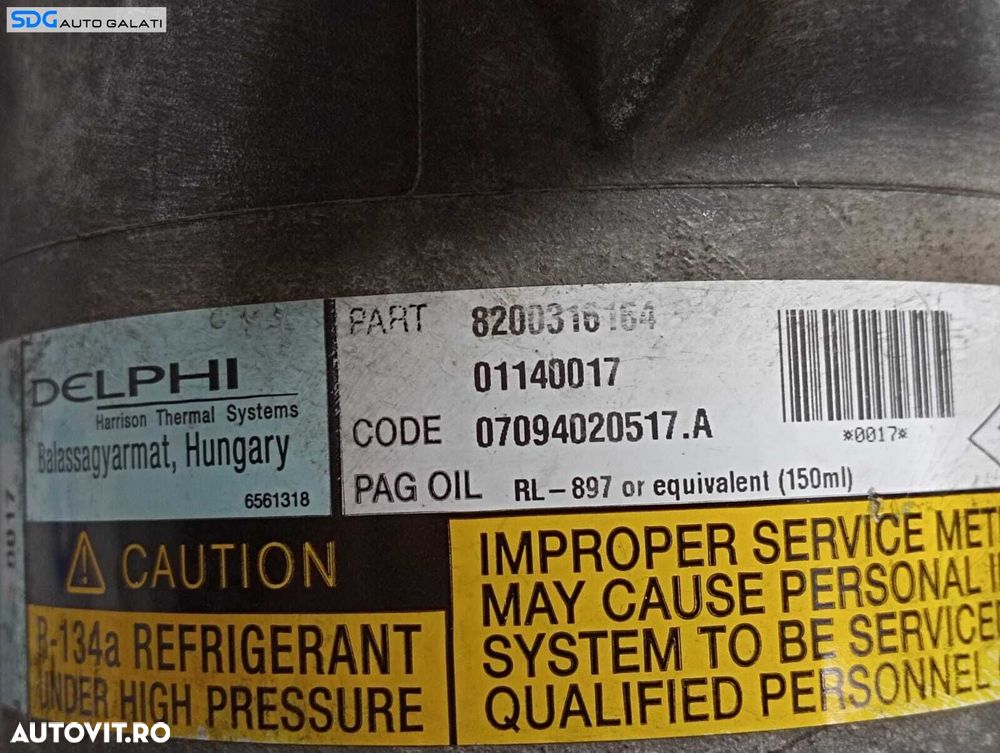 SDG AUTO GALATI
PART 8200316164
01140017
CODE 07094020517.A
PAG OIL RL-897 or equivalent (150ml)
*0017*
DELPHI
Harrison Thermal Systems
Balassagyarmat, Hungary
6561318
0017
CAUTION
R-134a REFRIGERANT
UNDER HIGH PRESSURE
IMPROPER SERVICE MET
MAY CAUSE PERSONAL I
SYSTEM TO BE SERVICE
QUALIFIED PERSONNEL
AUTOVIT.RO